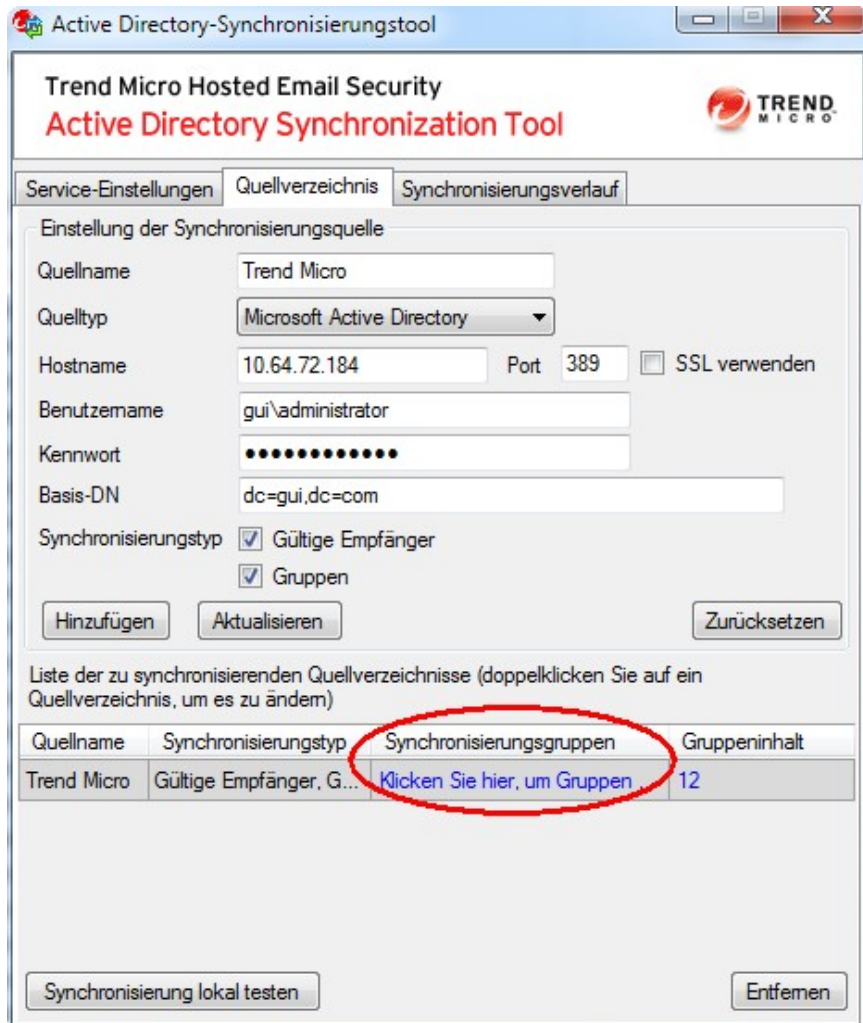 Active Directory-Synchronisierungstool
Trend Micro Hosted Email Security
Active Directory Synchronization Tool
TREND
MICRO
Service-Einstellungen Quellverzeichnis Synchronisierungsverlauf
Einstellung der Synchronisierungsquelle
Quellname Trend Micro
Quelltyp Microsoft Active Directory
Hostname 10.64.72.184 Port 389 SSL verwenden
Benutzername gui\administrator
Kennwort ●●●●●●●●●●●●
Basis-DN dc=gui,dc=com
Synchronisierungstyp Gültige Empfänger
Gruppen
Hinzufügen Aktualisieren Zurücksetzen
Liste der zu synchronisierenden Quellverzeichnisse (doppelklicken Sie auf ein
Quellverzeichnis, um es zu ändern)
Quellname Synchronisierungstyp Synchronisierungsgruppen Gruppeninhalt
Trend Micro Gültige Empfänger, G... Klicken Sie hier, um Gruppen 12
Synchronisierung lokal testen Entfernen